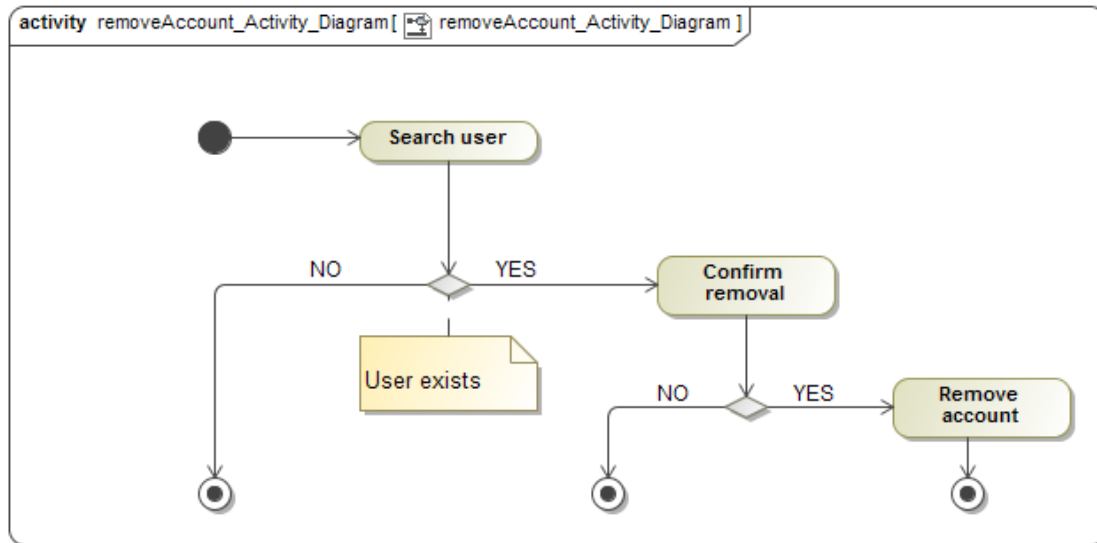 activity removeAccount_Activity_Diagram[ removeAccount_Activity_Diagram ]
Search user
NO
YES
Confirm
removal
User exists
NO
YES
Remove
account